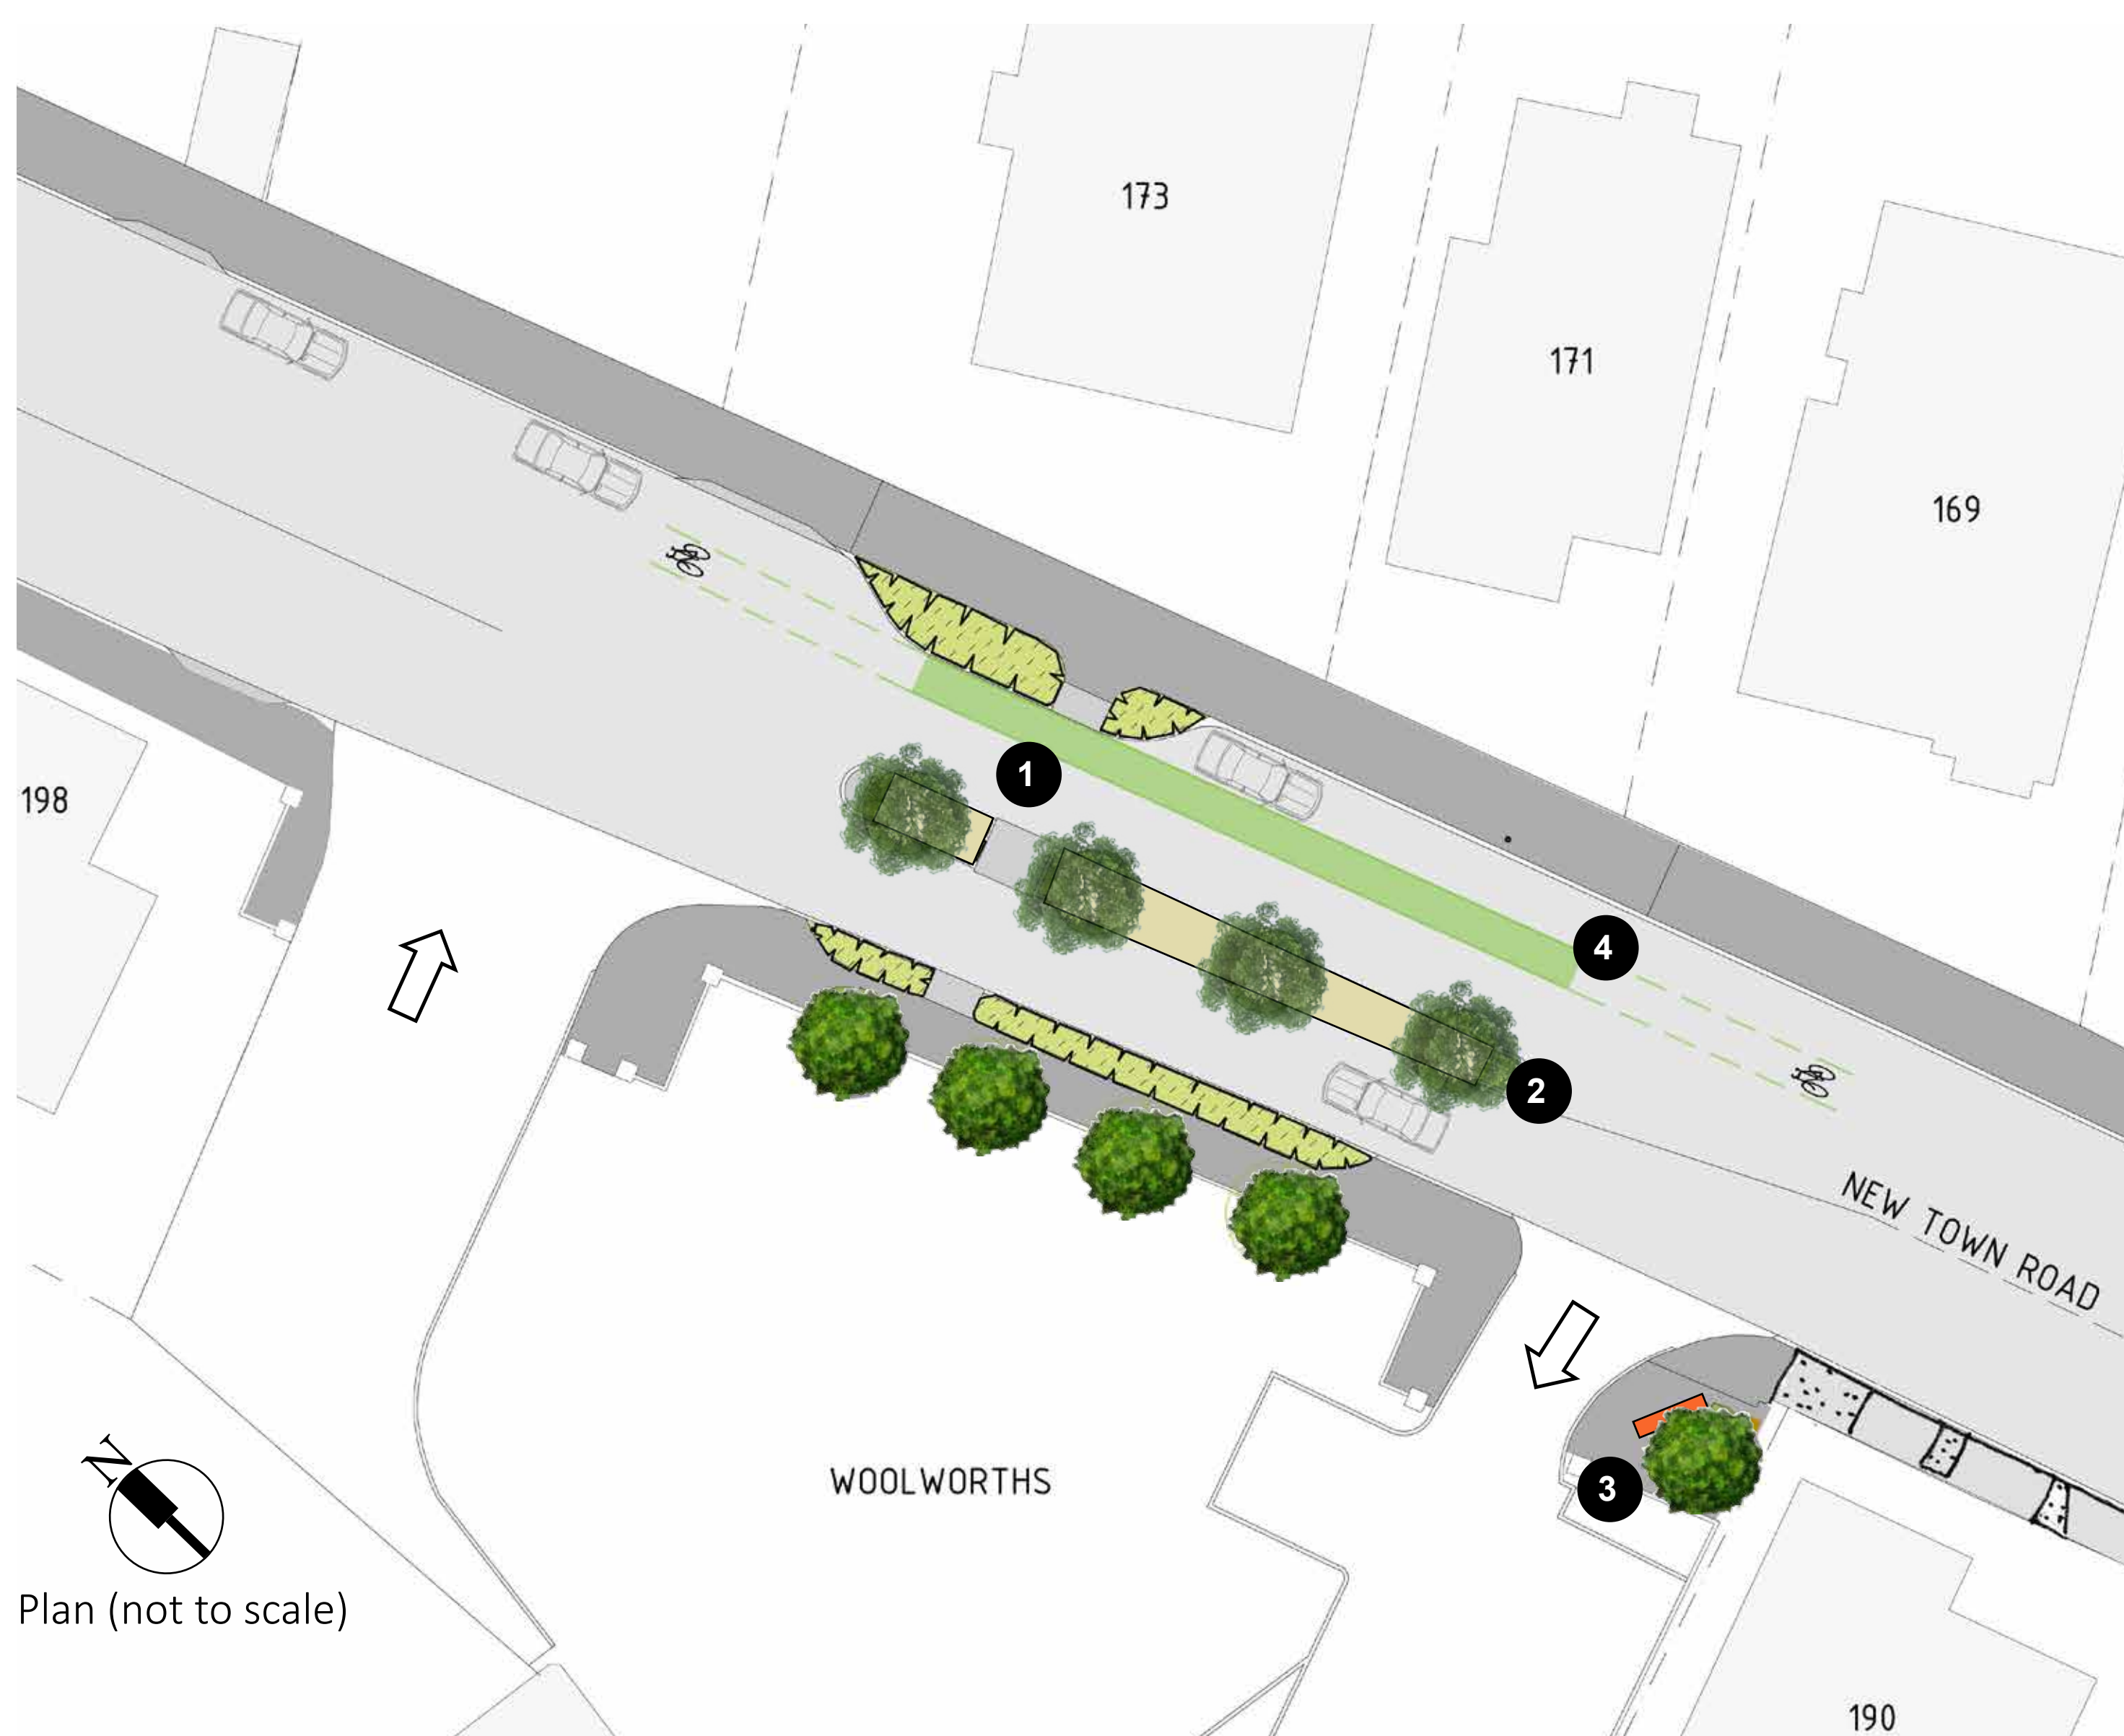 173
171
169
198
1
4
2
NEW TOWN ROAD
3
WOOLWORTHS
N
Plan (not to scale)
190